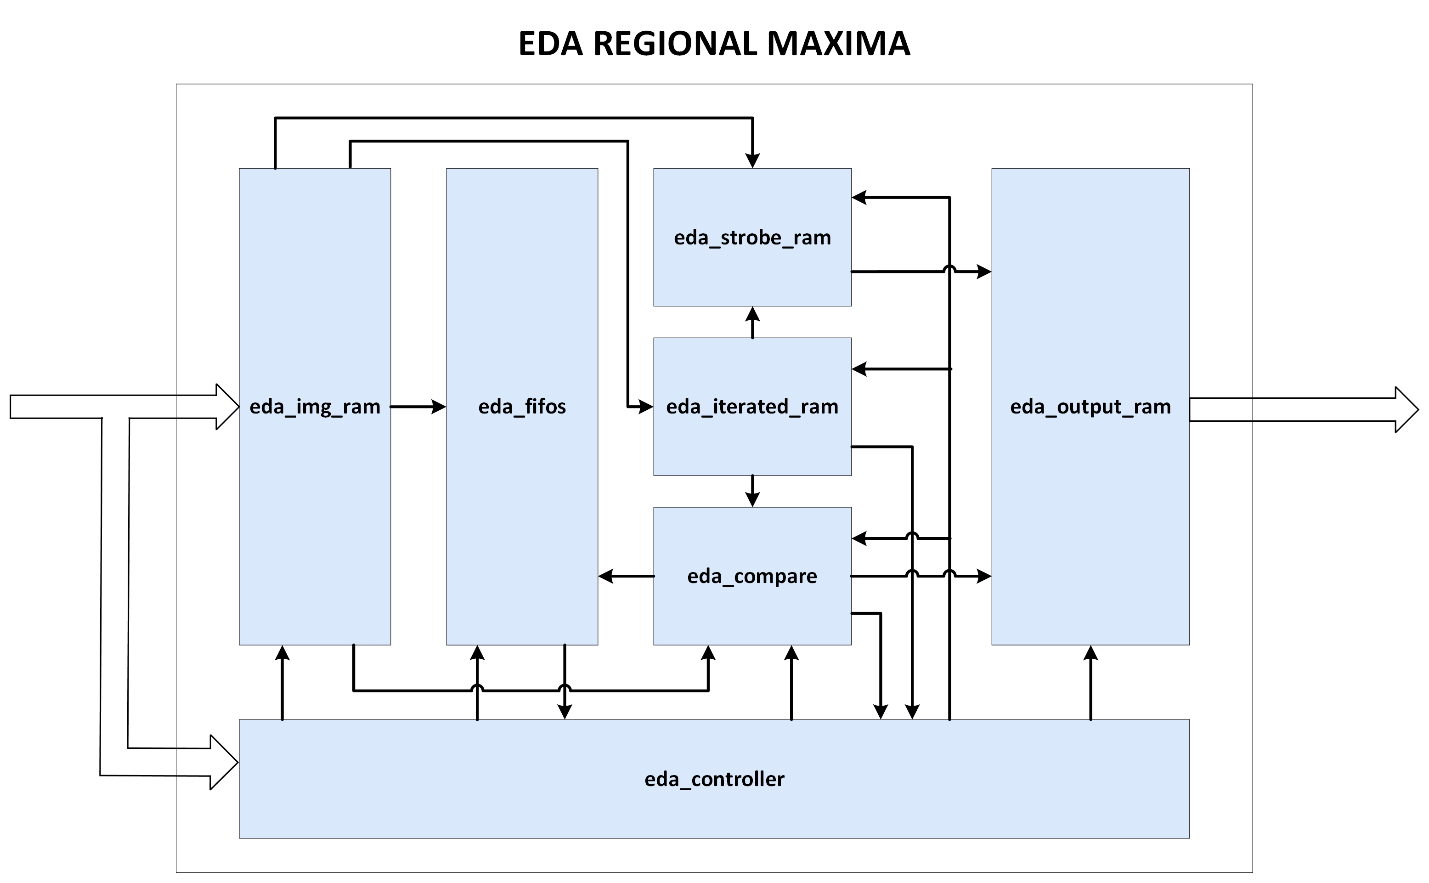 EDA REGIONAL MAXIMA
eda_strobe_ram
eda_img_ram
eda_fifos
eda_iterated_ram
eda_output_ram
eda_compare
eda_controller